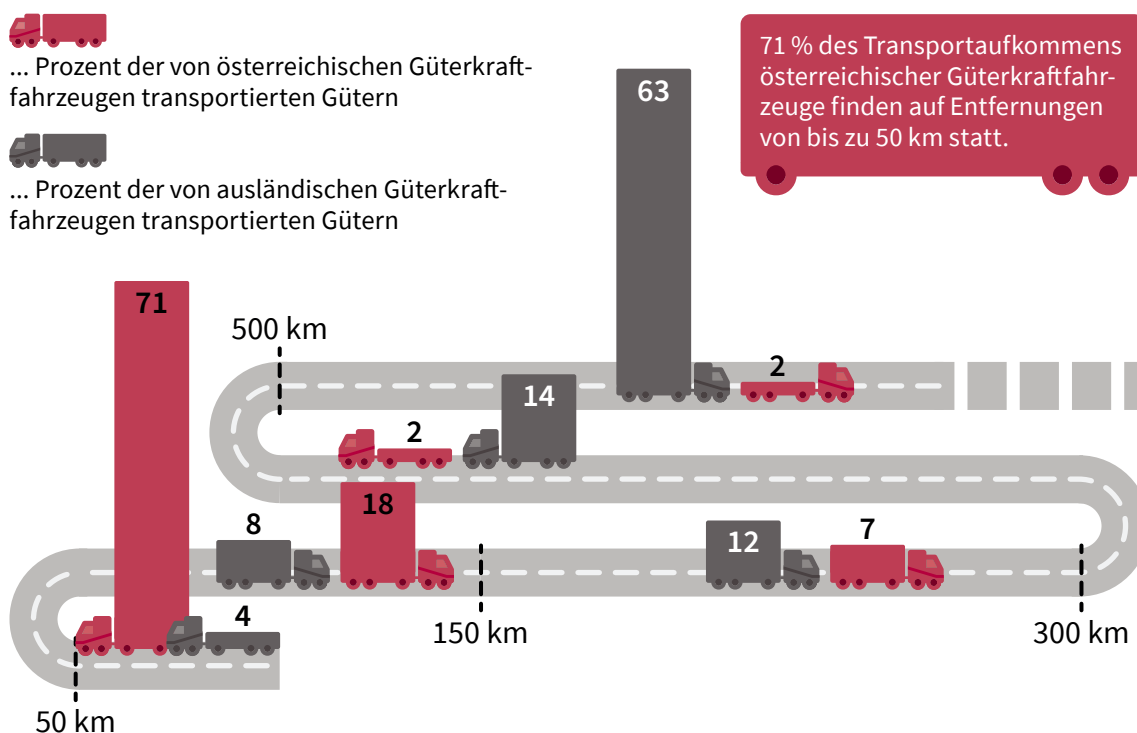 ... Prozent der von österreichischen Güterkraft-
fahrzeugen transportierten Gütern
... Prozent der von ausländischen Güterkraft-
fahrzeugen transportierten Gütern
71 % des Transportaufkommens
österreichischer Güterkraftfahr-
zeuge finden auf Entfernungen
von bis zu 50 km statt.
63
71
500 km
2
14
2
18
8
12
7
4
150 km
300 km
50 km